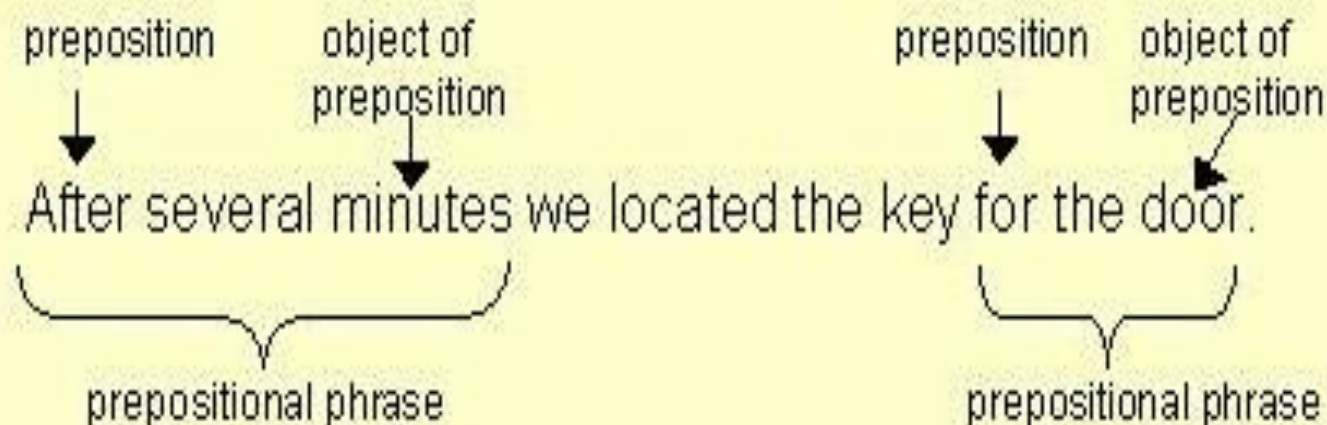 preposition object of preposition object of
preposition preposition
After several minutes we located the key for the door.
prepositional phrase prepositional phrase